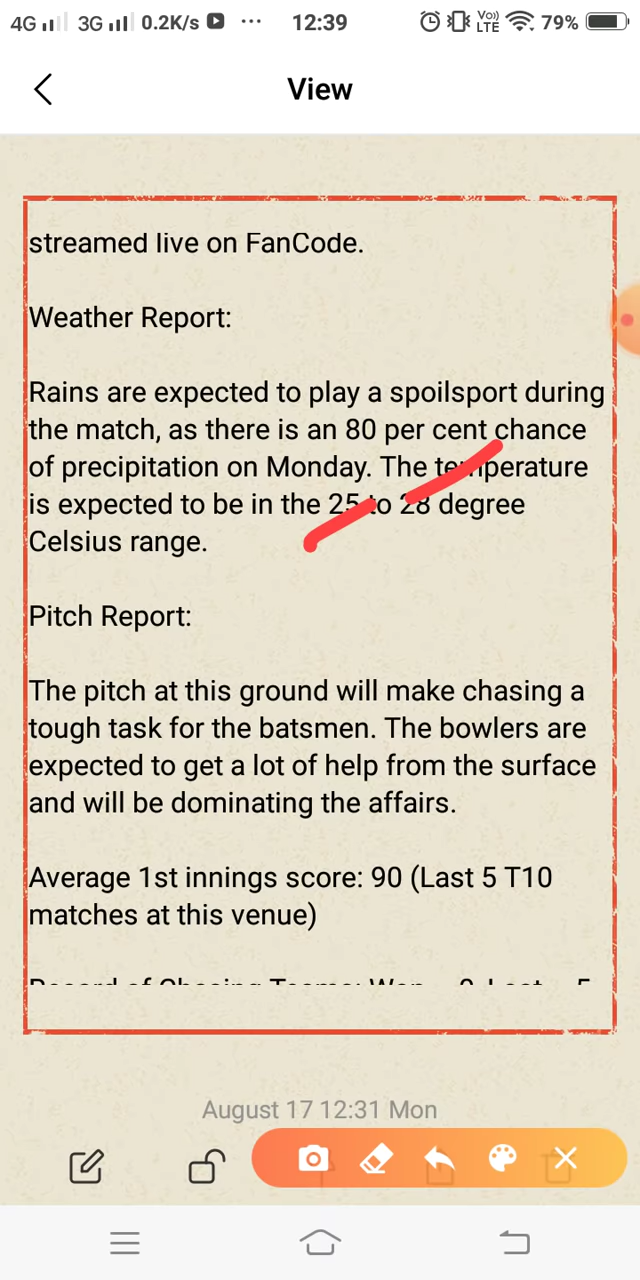 4G 3G 0.2K/s ... 12:39 Vo)) LTE 79%
View
streamed live on FanCode.
Weather Report:
Rains are expected to play a spoilsport during
the match, as there is an 80 per cent chance
of precipitation on Monday. The temperature
is expected to be in the 25 to 28 degree
Celsius range.
Pitch Report:
The pitch at this ground will make chasing a
tough task for the batsmen. The bowlers are
expected to get a lot of help from the surface
and will be dominating the affairs.
Average 1st innings score: 90 (Last 5 T10
matches at this venue)
August 17 12:31 Mon